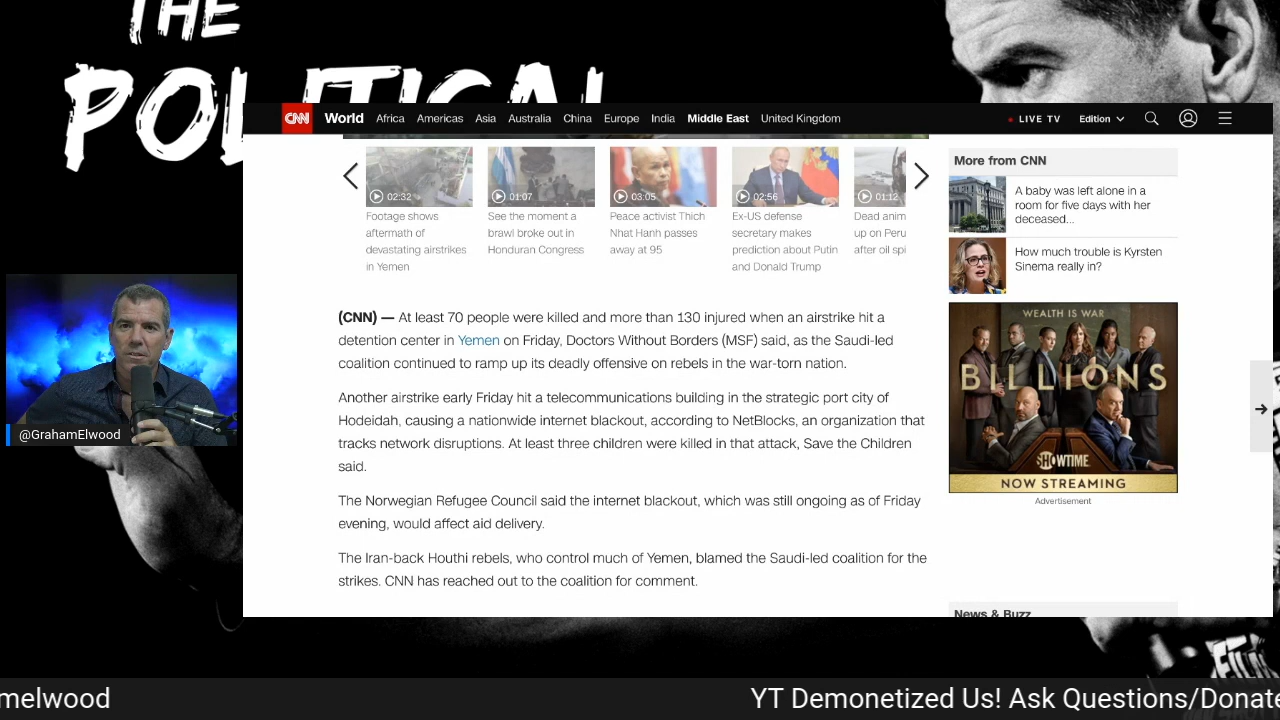 THE
POLITICAL
CNN World Africa Americas Asia Australia China Europe India Middle East United Kingdom LIVE TV Edition
02:32 01:07 03:05 02:56 01:12
Footage shows
aftermath of
devastating airstrikes
in Yemen
See the moment a
brawl broke out in
Honduran Congress
Peace activist Thich
Nhat Hanh passes
away at 95
Ex-US defense
secretary makes
prediction about Putin
and Donald Trump
Dead anim
up on Peru
after oil spi
(CNN) — At least 70 people were killed and more than 130 injured when an airstrike hit a
detention center in Yemen on Friday, Doctors Without Borders (MSF) said, as the Saudi-led
coalition continued to ramp up its deadly offensive on rebels in the war-torn nation.
Another airstrike early Friday hit a telecommunications building in the strategic port city of
Hodeidah, causing a nationwide internet blackout, according to NetBlocks, an organization that
tracks network disruptions. At least three children were killed in that attack, Save the Children
said.
The Norwegian Refugee Council said the internet blackout, which was still ongoing as of Friday
evening, would affect aid delivery.
The Iran-back Houthi rebels, who control much of Yemen, blamed the Saudi-led coalition for the
strikes. CNN has reached out to the coalition for comment.
More from CNN
A baby was left alone in a
room for five days with her
deceased...
How much trouble is Kyrsten
Sinema really in?
WEALTH IS WAR
BILLIONS
SHOWTIME
NOW STREAMING
Advertisement
News & Buzz
@GrahamElwood
melwood YT Demonetized Us! Ask Questions/Donate